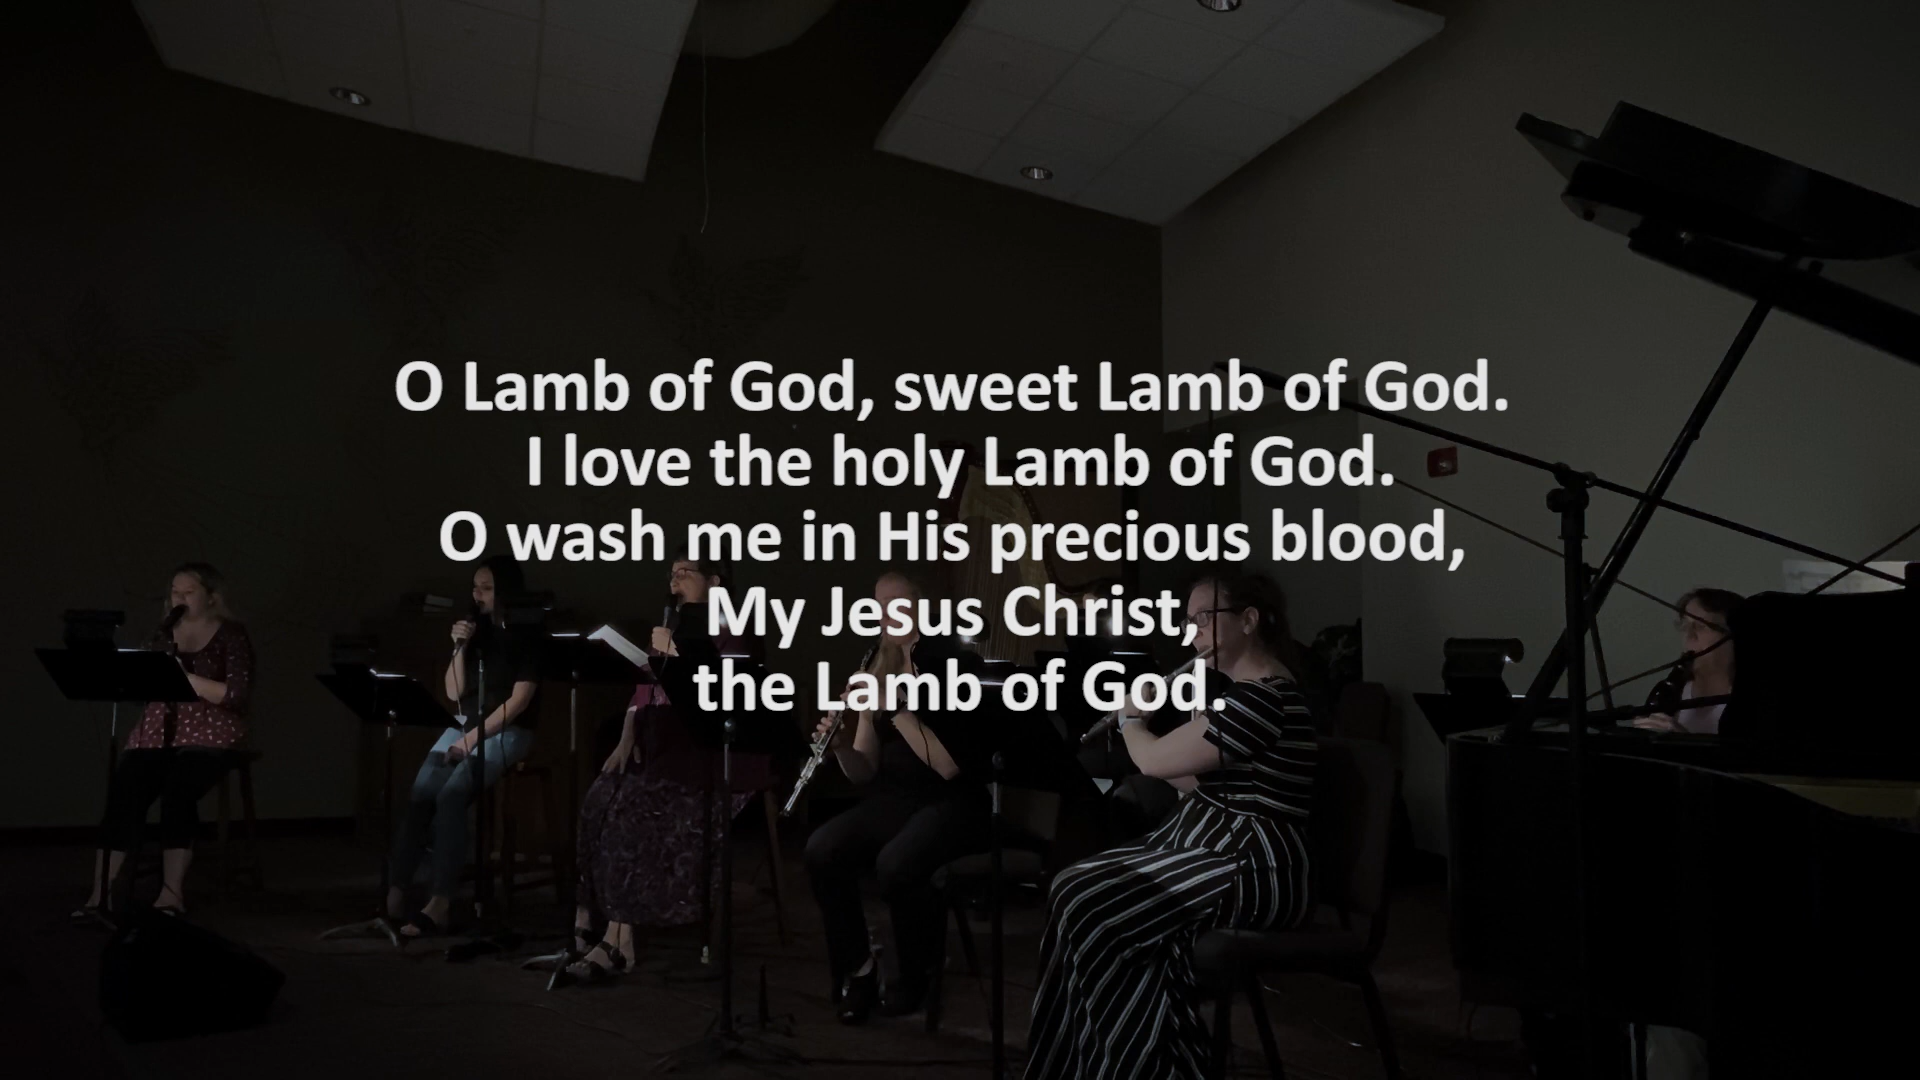 O Lamb of God, sweet Lamb of God.
I love the holy Lamb of God.
O wash me in His precious blood,
My Jesus Christ,
the Lamb of God.